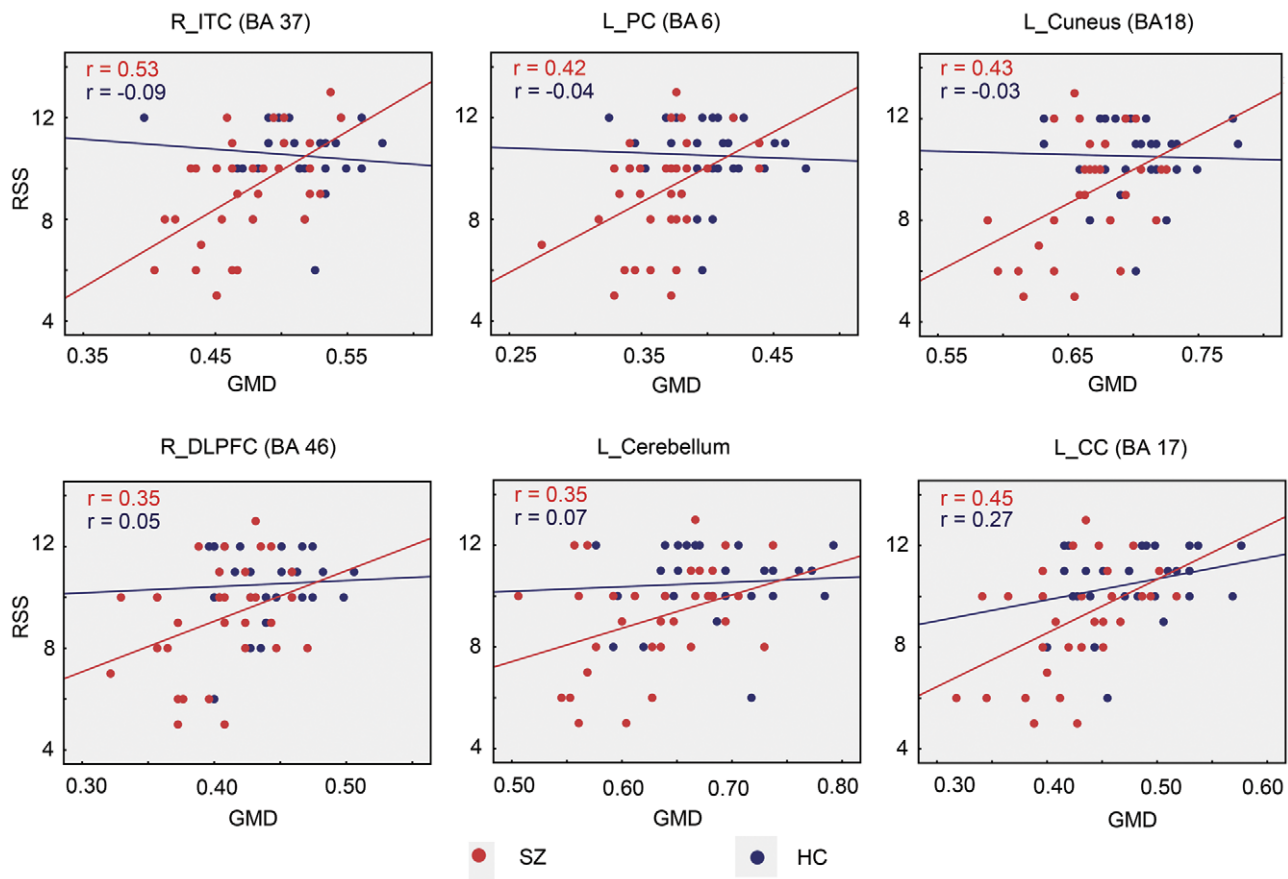 R_ITC (BA 37)
L_PC (BA 6)
L_Cuneus (BA18)
r = 0.53
r = -0.09
r = 0.42
r = -0.04
r = 0.43
r = -0.03
RSS
12
8
4
12
8
4
12
8
4
0.35 0.45 0.55
0.25 0.35 0.45
0.55 0.65 0.75
GMD
GMD
GMD
R_DLPFC (BA 46)
L_Cerebellum
L_CC (BA 17)
r = 0.35
r = 0.05
r = 0.35
r = 0.07
r = 0.45
r = 0.27
RSS
12
8
4
12
8
4
12
8
4
0.30 0.40 0.50
0.50 0.60 0.70 0.80
0.30 0.40 0.50 0.60
GMD
GMD
GMD
SZ
HC